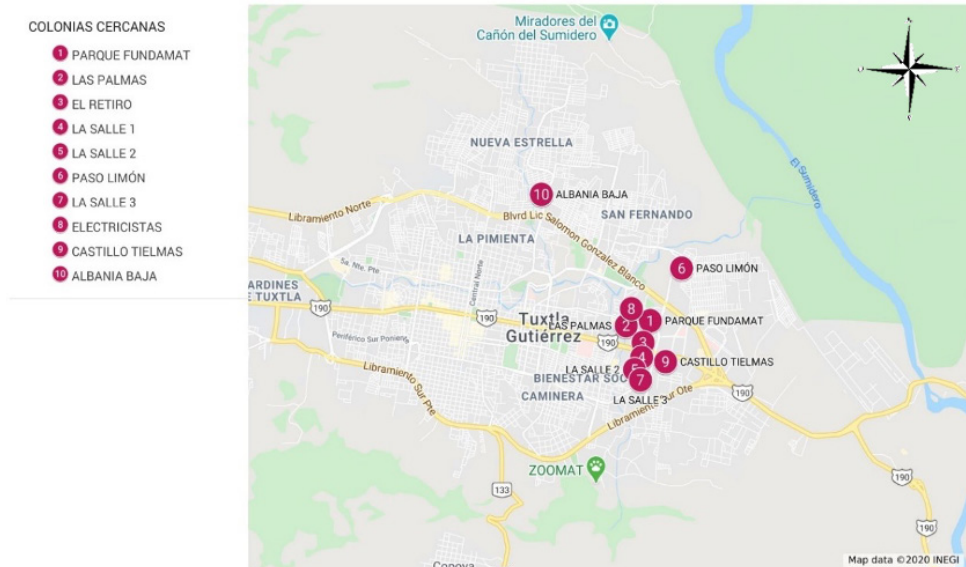 COLONIAS CERCANAS
1 PARQUE FUNDAMAT
2 LAS PALMAS
3 EL RETIRO
4 LA SALLE 1
5 LA SALLE 2
6 PASO LIMÓN
7 LA SALLE 3
8 ELECTRICISTAS
9 CASTILLO TIELMAS
10 ALBANIA BAJA
Miradores del
Cañón del Sumidero
El Sumidero
NUEVA ESTRELLA
10 ALBANIA BAJA
Libramiento Norte
Blvrd Lic Salomon Gonzalez Blanco
SAN FERNANDO
LA PIMIENTA
5a. Nte. Pte.
Central Norte
6 PASO LIMÓN
JARDINES
DE TUXTLA
190
190
8
Tuxtla
Gutiérrez
LAS PALMAS 2
1 PARQUE FUNDAMAT
190
3
Periférico Sur Poniente
4
9 CASTILLO TIELMAS
LA SALLE 2 5
Libramiento Sur Pte
BIENESTAR SOC
7
CAMINERA
LA SALLE 3
Libramiento Sur Ote
190
ZOOMAT
133
190
190
Copoya
Map data ©2020 INEGI